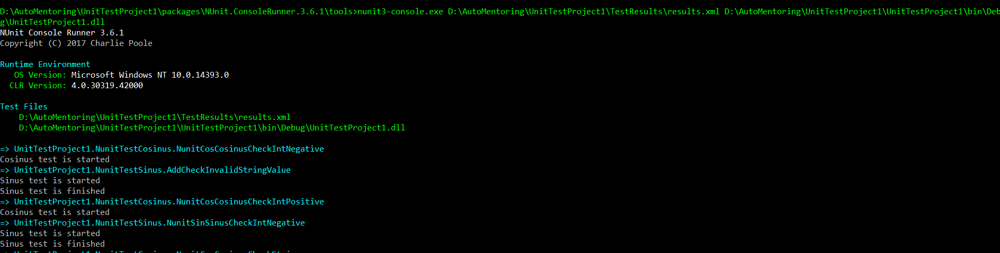 D:\AutoMentoring\UnitTestProject1\packages\NUnit.ConsoleRunner.3.6.1\tools>nunit3-console.exe D:\AutoMentoring\UnitTestProject1\TestResults\results.xml D:\AutoMentoring\UnitTestProject1\UnitTestProject1\bin\Deb
g\UnitTestProject1.dll
NUnit Console Runner 3.6.1
Copyright (C) 2017 Charlie Poole
Runtime Environment
OS Version: Microsoft Windows NT 10.0.14393.0
CLR Version: 4.0.30319.42000
Test Files
D:\AutoMentoring\UnitTestProject1\TestResults\results.xml
D:\AutoMentoring\UnitTestProject1\UnitTestProject1\bin\Debug\UnitTestProject1.dll
=> UnitTestProject1.NunitTestCosinus.NunitCosCosinusCheckIntNegative
Cosinus test is started
=> UnitTestProject1.NunitTestSinus.AddCheckInvalidStringValue
Sinus test is started
Sinus test is finished
=> UnitTestProject1.NunitTestCosinus.NunitCosCosinusCheckIntPositive
Cosinus test is started
=> UnitTestProject1.NunitTestSinus.NunitSinSinusCheckIntNegative
Sinus test is started
Sinus test is finished